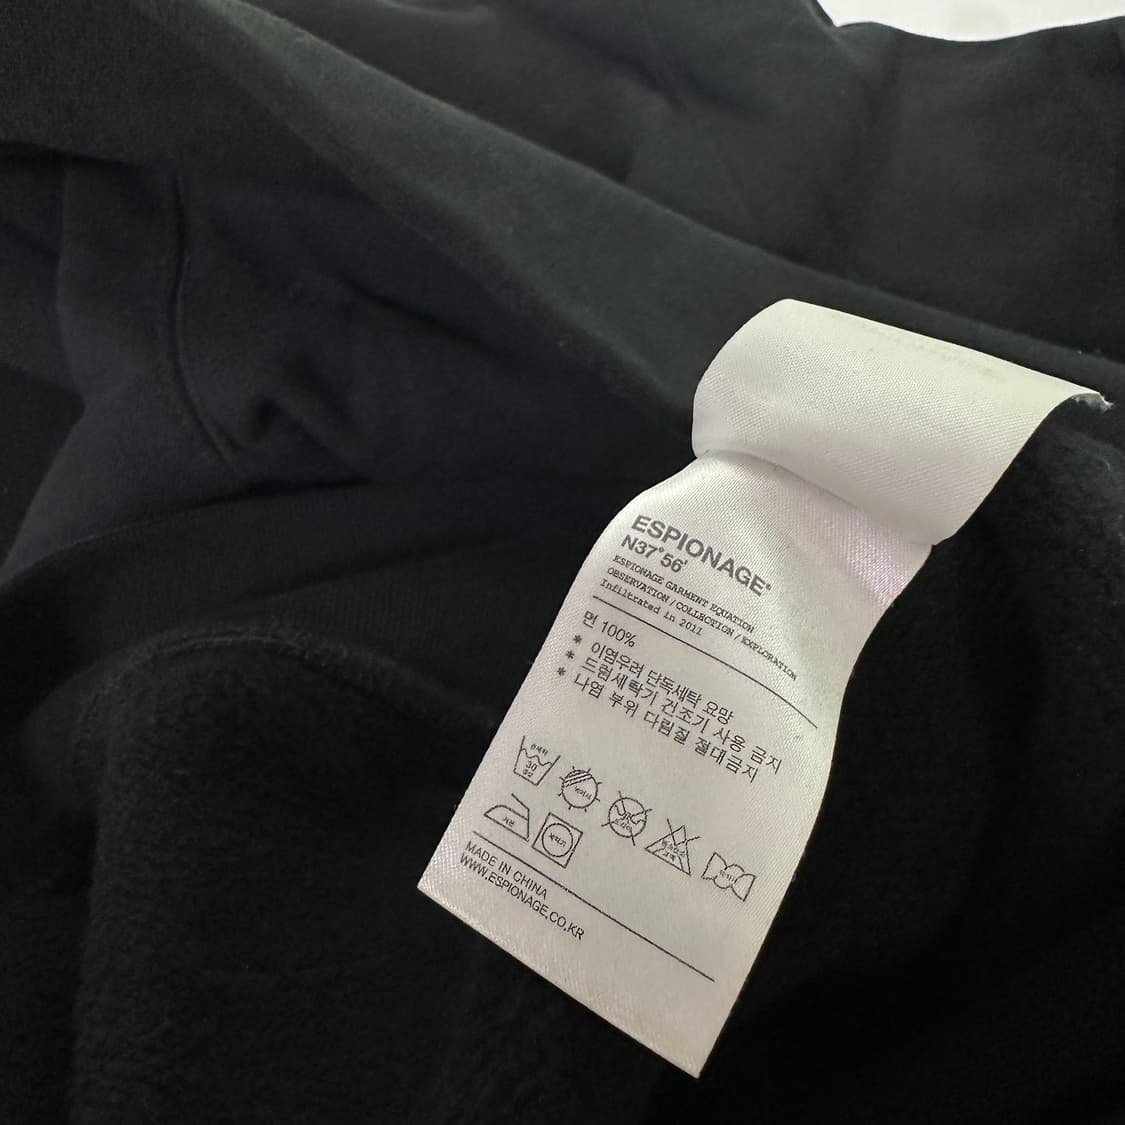 ESPIONAGE®
N37°56'
ESPIONAGE GARMENT EQUATION
OBSERVATION / COLLECTION / EXPLORATION
Infiltrated in 2011
면 100%
* 이염우려 단독세탁 요망
* 드럼세탁기 건조기 사용 금지
* 나염 부위 다림질 절대금지
30
MADE IN CHINA
WWW.ESPIONAGE.CO.KR